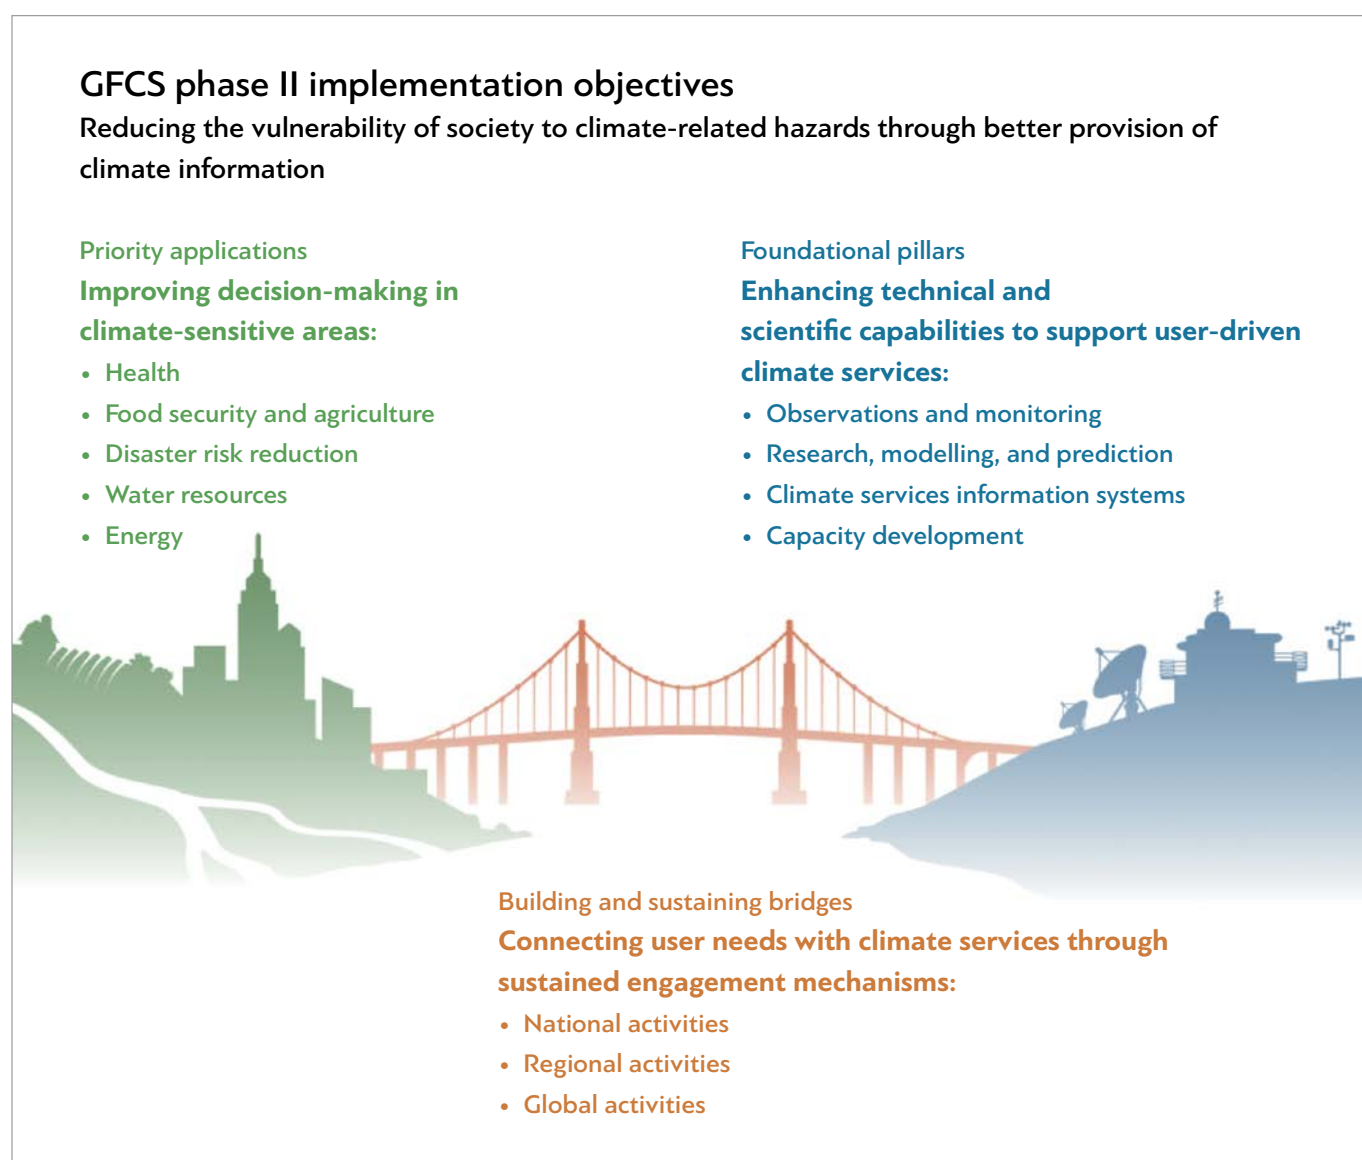 GFCS phase II implementation objectives
Reducing the vulnerability of society to climate-related hazards through better provision of
climate information
Priority applications
Improving decision-making in
climate-sensitive areas:
• Health
• Food security and agriculture
• Disaster risk reduction
• Water resources
• Energy
Foundational pillars
Enhancing technical and
scientific capabilities to support user-driven
climate services:
• Observations and monitoring
• Research, modelling, and prediction
• Climate services information systems
• Capacity development
Building and sustaining bridges
Connecting user needs with climate services through
sustained engagement mechanisms:
• National activities
• Regional activities
• Global activities